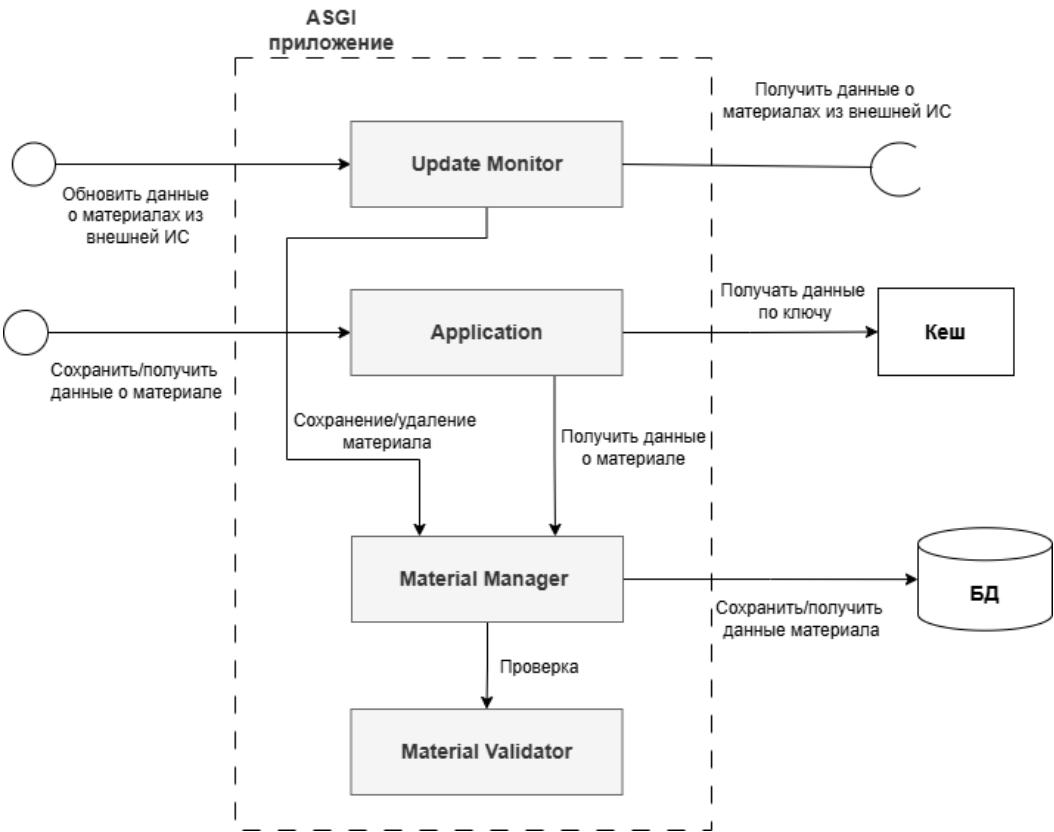 ASGI
приложение
Получить данные о
материалах из внешней ИС
Update Monitor
Обновить данные
о материалах из
внешней ИС
Получать данные
по ключу
Application
Кеш
Сохранить/получить
данные о материале
Сохранение/удаление
материала
Получить данные
о материале
Material Manager
БД
Сохранить/получить
данные материала
Проверка
Material Validator